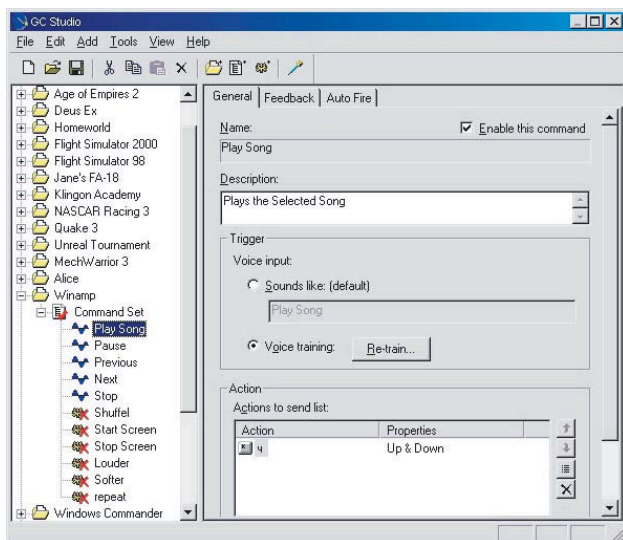 GC Studio
File Edit Add Tools View Help
Age of Empires 2
Deus Ex
Homeworld
Flight Simulator 2000
Flight Simulator 98
Jane's FA-18
Klingon Academy
NASCAR Racing 3
Quake 3
Unreal Tournament
MechWarrior 3
Alice
Winamp
Command Set
Play Song
Pause
Previous
Next
Stop
Shuffel
Start Screen
Stop Screen
Louder
Softer
repeat
Windows Commander
General Feedback Auto Fire
Name:
Enable this command
Play Song
Description:
Plays the Selected Song
Trigger
Voice input:
Sounds like: (default)
Play Song
Voice training:
Re-train...
Action
Actions to send list:
Action Properties
ч Up & Down